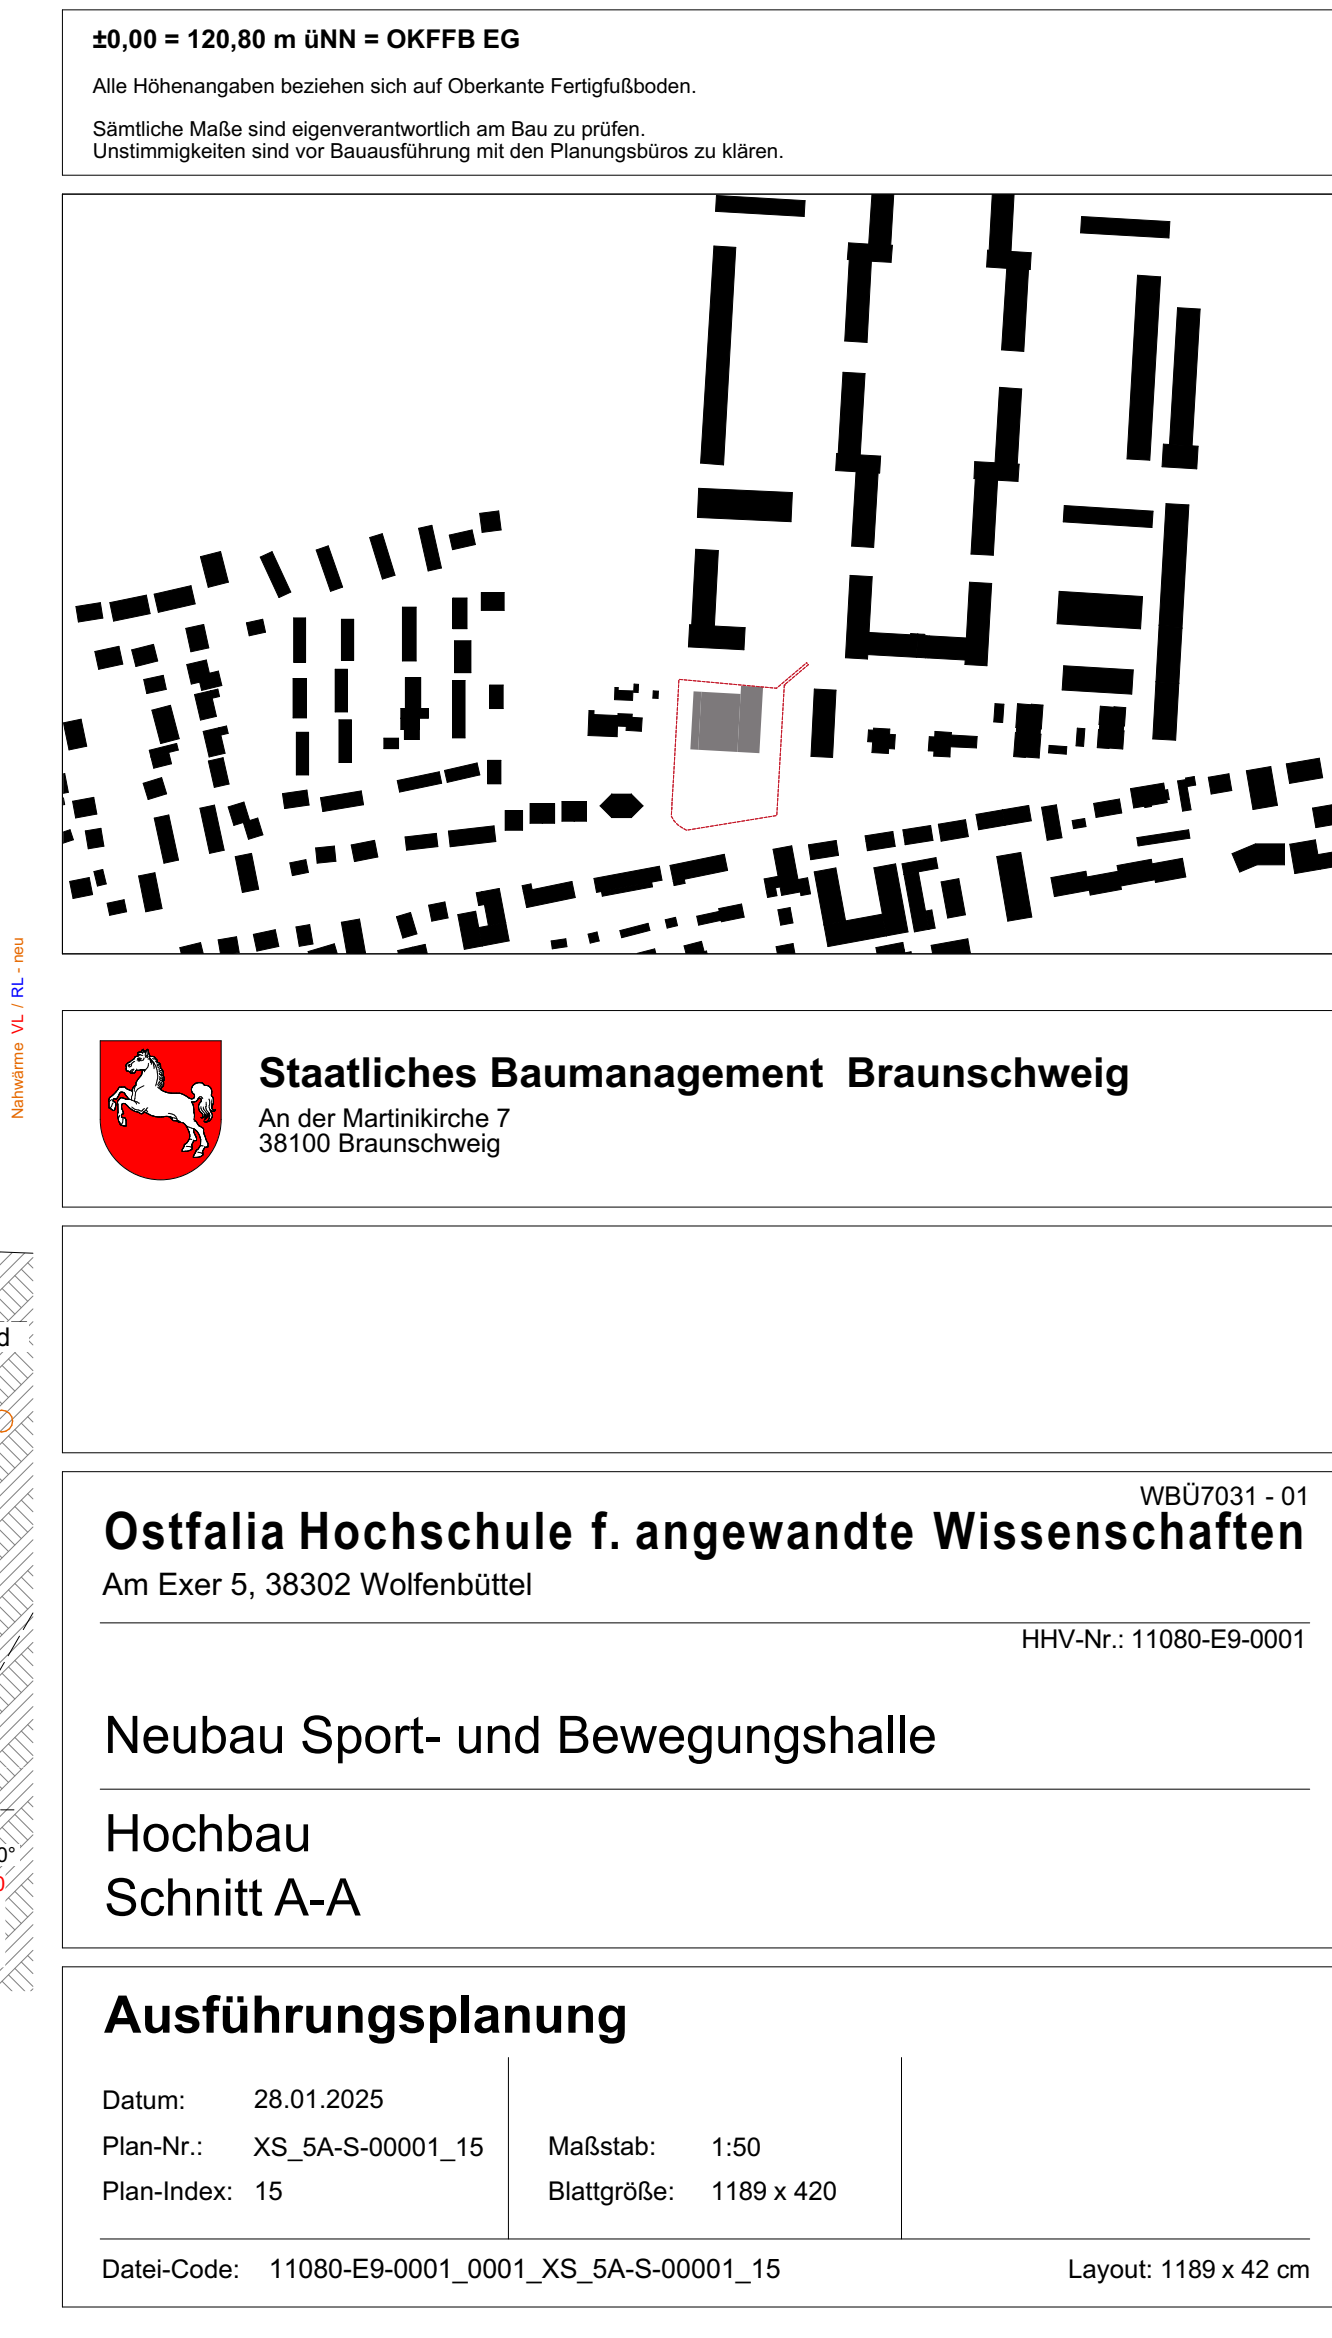 ±0,00 = 120,80 m üNN = OKFFB EG
Alle Höhenangaben beziehen sich auf Oberkante Fertigfußboden.
Sämtliche Maße sind eigenverantwortlich am Bau zu prüfen.
Unstimmigkeiten sind vor Bauausführung mit den Planungsbüros zu klären.
Nahwärme VL / RL - neu
Staatliches Baumanagement Braunschweig
An der Martinikirche 7
38100 Braunschweig
d
WBÜ7031 - 01
Ostfalia Hochschule f. angewandte Wissenschaften
Am Exer 5, 38302 Wolfenbüttel
HHV-Nr.: 11080-E9-0001
Neubau Sport- und Bewegungshalle
Hochbau
Schnitt A-A
0°
0
Ausführungsplanung
Datum: 28.01.2025
Plan-Nr.: XS_5A-S-00001_15 Maßstab: 1:50
Plan-Index: 15 Blattgröße: 1189 x 420
Datei-Code: 11080-E9-0001_0001_XS_5A-S-00001_15 Layout: 1189 x 42 cm